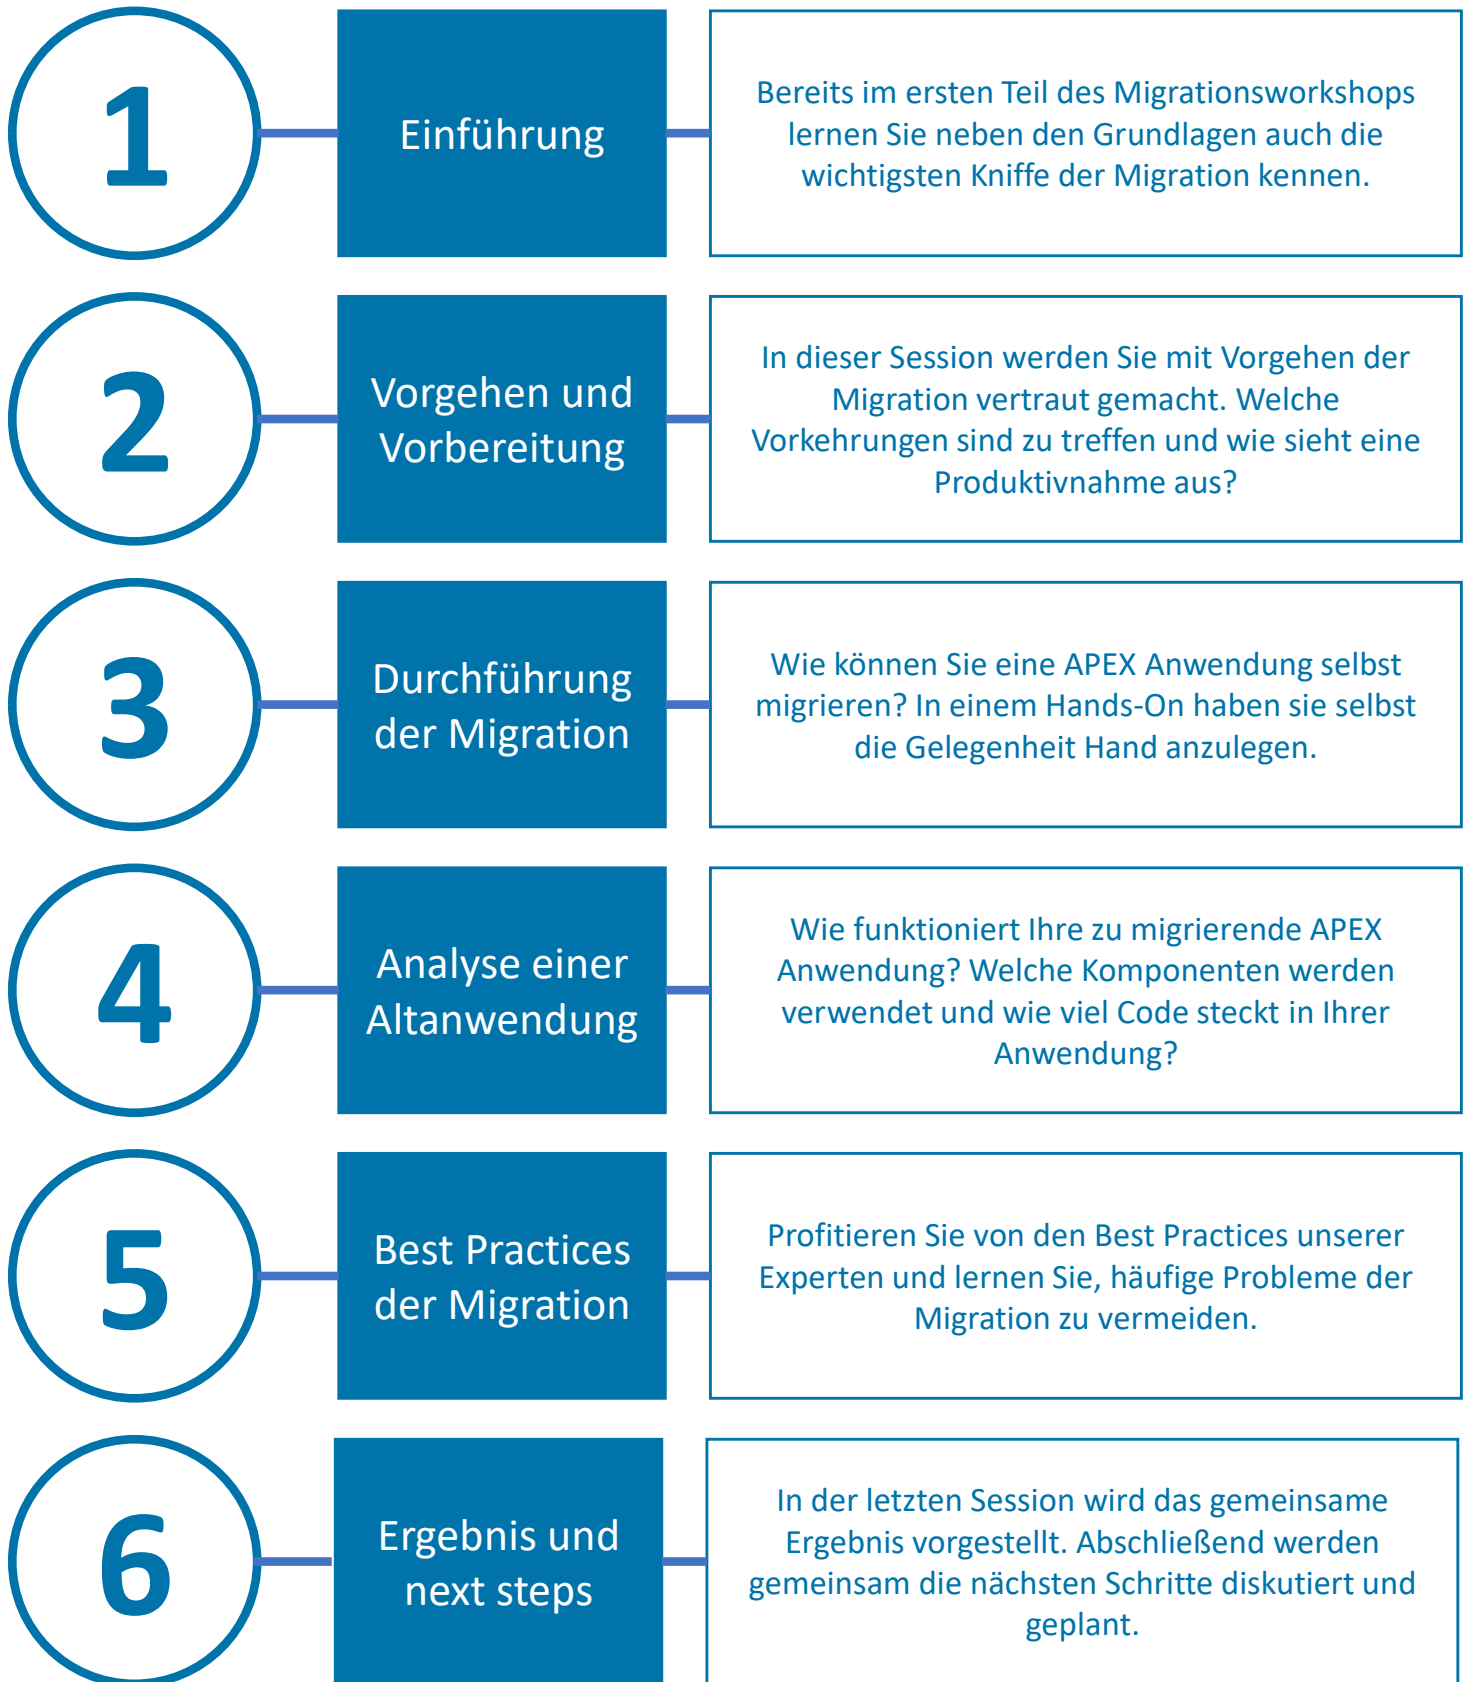 1
Einführung
Bereits im ersten Teil des Migrationsworkshops
lernen Sie neben den Grundlagen auch die
wichtigsten Kniffe der Migration kennen.
2
Vorgehen und
Vorbereitung
In dieser Session werden Sie mit Vorgehen der
Migration vertraut gemacht. Welche
Vorkehrungen sind zu treffen und wie sieht eine
Produktivnahme aus?
3
Durchführung
der Migration
Wie können Sie eine APEX Anwendung selbst
migrieren? In einem Hands-On haben sie selbst
die Gelegenheit Hand anzulegen.
4
Analyse einer
Altanwendung
Wie funktioniert Ihre zu migrierende APEX
Anwendung? Welche Komponenten werden
verwendet und wie viel Code steckt in Ihrer
Anwendung?
5
Best Practices
der Migration
Profitieren Sie von den Best Practices unserer
Experten und lernen Sie, häufige Probleme der
Migration zu vermeiden.
6
Ergebnis und
next steps
In der letzten Session wird das gemeinsame
Ergebnis vorgestellt. Abschließend werden
gemeinsam die nächsten Schritte diskutiert und
geplant.